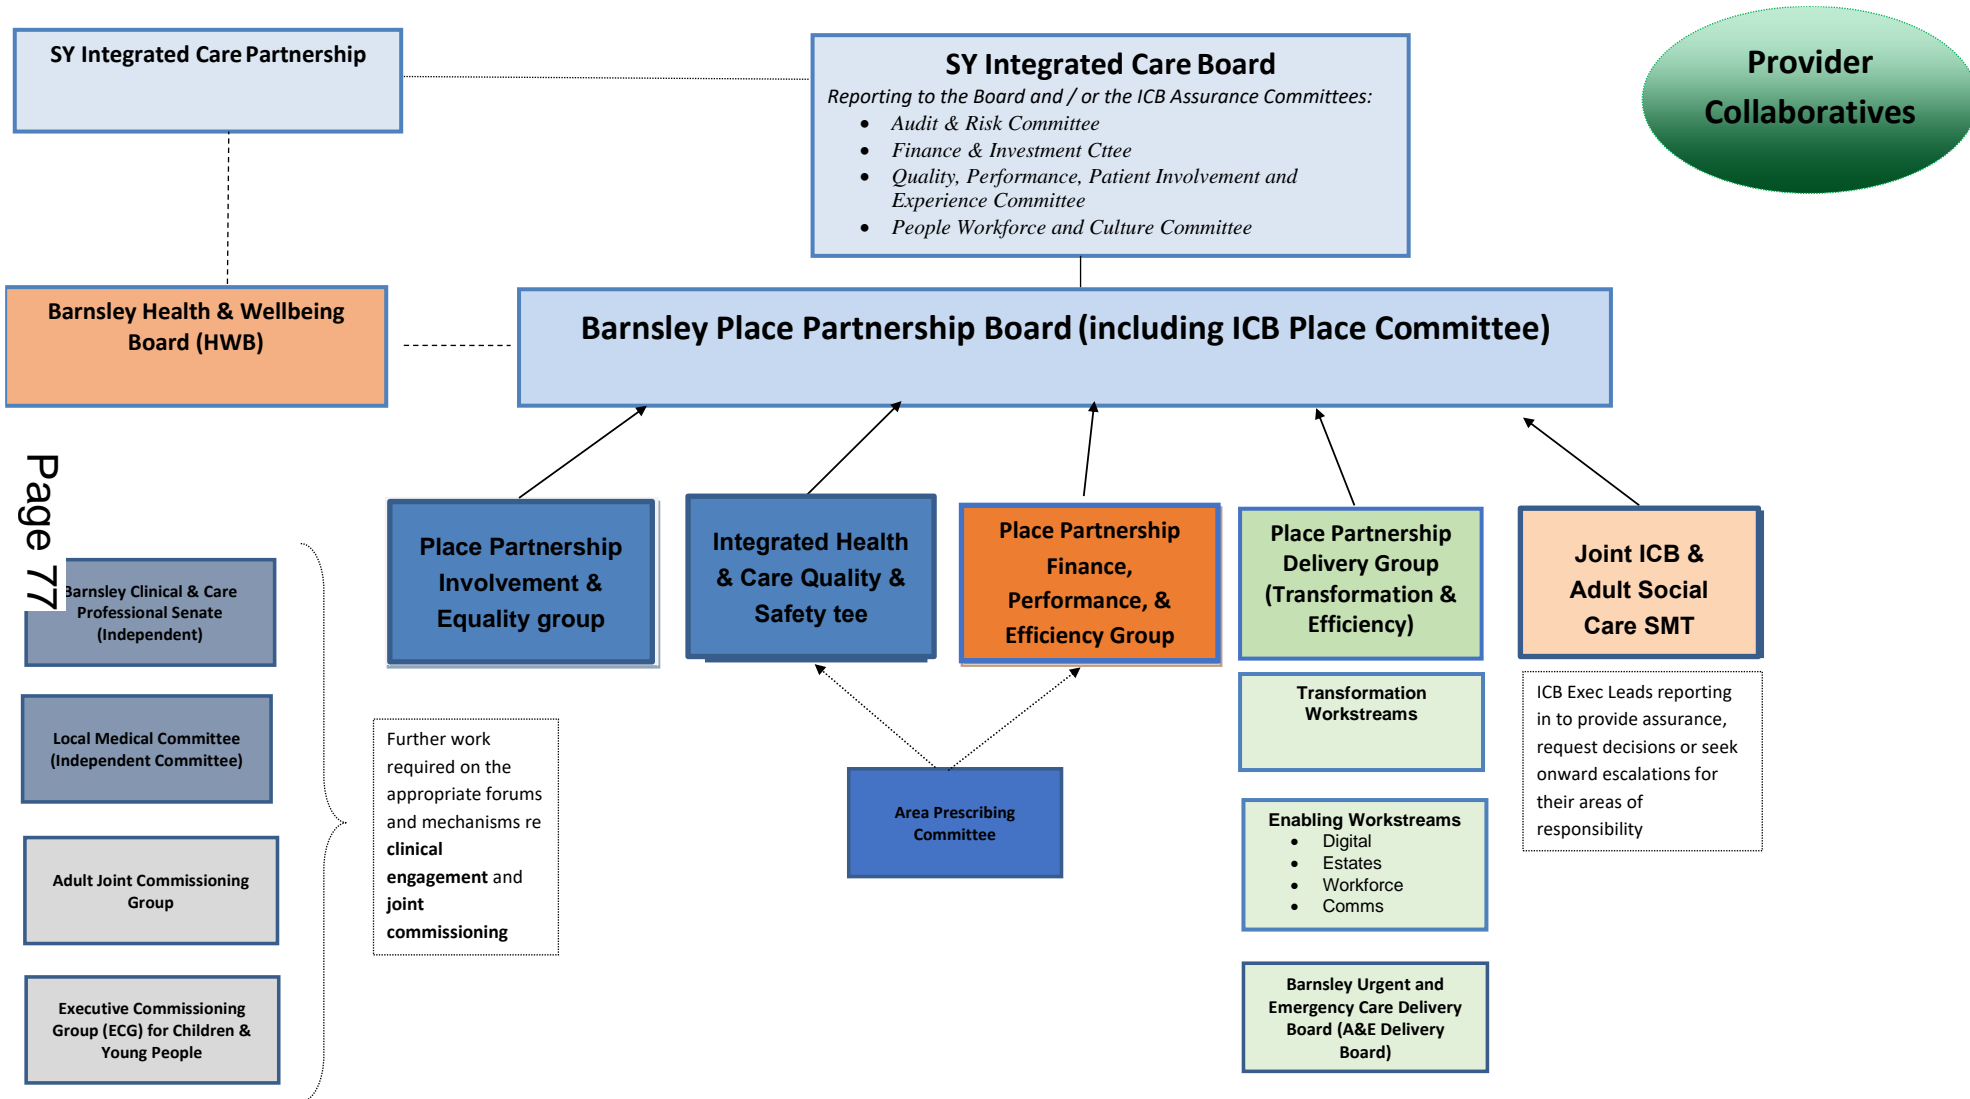 SY Integrated Care Partnership
SY Integrated Care Board
Reporting to the Board and / or the ICB Assurance Committees:
• Audit & Risk Committee
• Finance & Investment Cttee
• Quality, Performance, Patient Involvement and
Experience Committee
• People Workforce and Culture Committee
Provider
Collaboratives
Barnsley Health & Wellbeing
Board (HWB)
Barnsley Place Partnership Board (including ICB Place Committee)
Page 77
Place Partnership
Involvement &
Equality group
Integrated Health
& Care Quality &
Safety tee
Place Partnership
Finance,
Performance, &
Efficiency Group
Place Partnership
Delivery Group
(Transformation &
Efficiency)
Joint ICB &
Adult Social
Care SMT
Barnsley Clinical & Care
Professional Senate
(Independent)
Local Medical Committee
(Independent Committee)
Adult Joint Commissioning
Group
Executive Commissioning
Group (ECG) for Children &
Young People
Further work
required on the
appropriate forums
and mechanisms re
clinical
engagement and
joint
commissioning
Area Prescribing
Committee
Transformation
Workstreams
Enabling Workstreams
• Digital
• Estates
• Workforce
• Comms
Barnsley Urgent and
Emergency Care Delivery
Board (A&E Delivery
Board)
ICB Exec Leads reporting
in to provide assurance,
request decisions or seek
onward escalations for
their areas of
responsibility